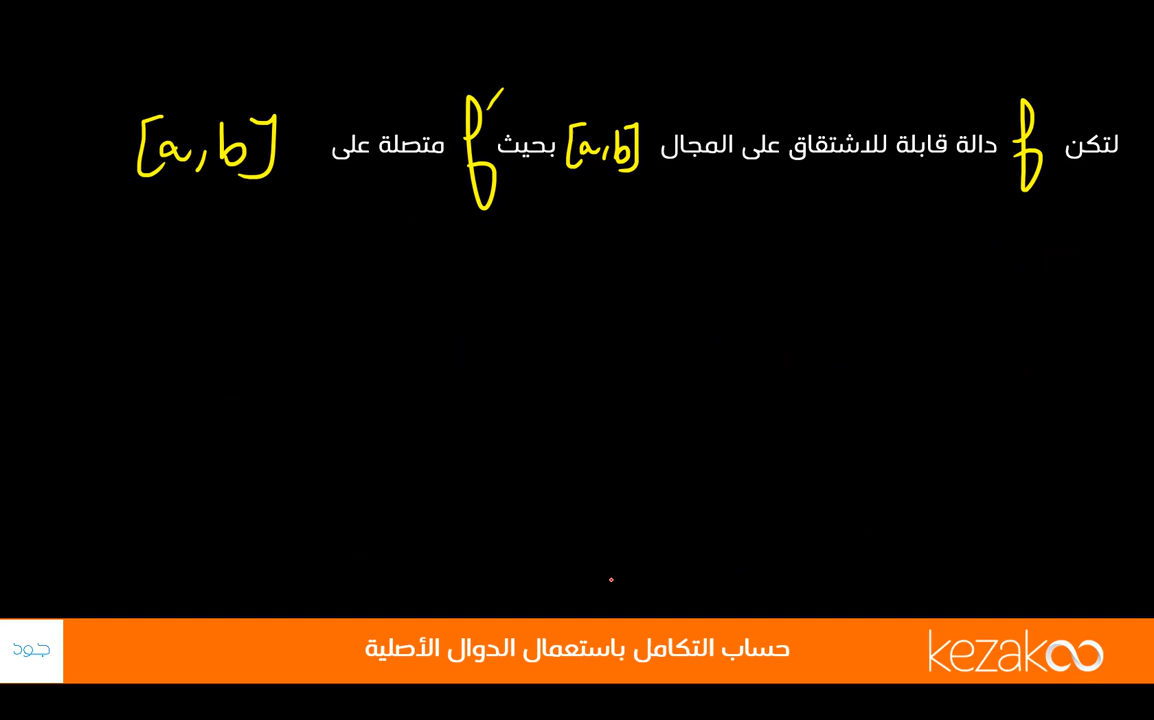 لتكن f دالة قابلة للاشتقاق على المجال [a,b] بحيث f' متصلة على [a,b]
kezakoo
حساب التكامل باستعمال الدوال الأصلية
جود